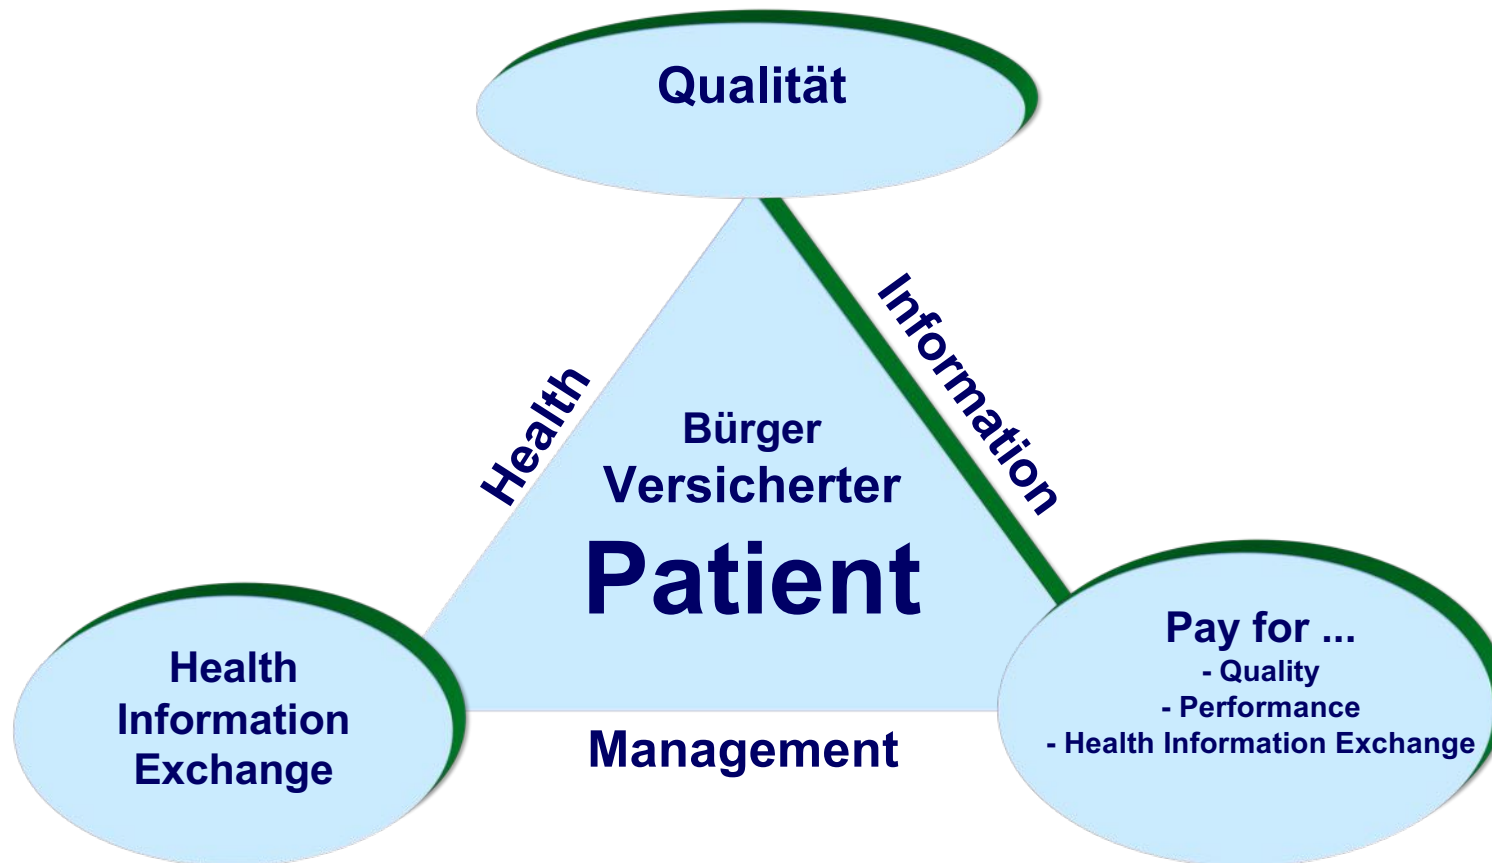 Qualität
Health
Information
Bürger
Versicherter
Patient
Health
Information
Exchange
Management
Pay for ...
- Quality
- Performance
- Health Information Exchange